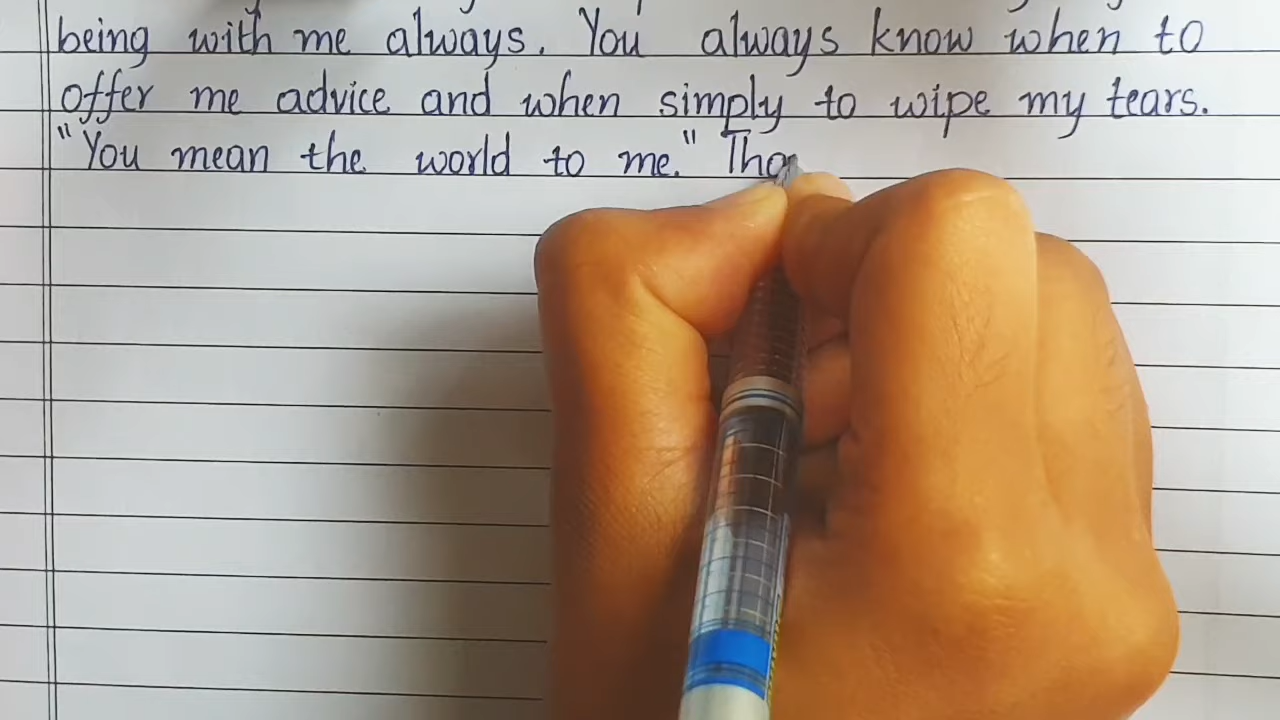 being with me always. You always know when to
offer me advice and when simply to wipe my tears.
"You mean the world to me." Tha